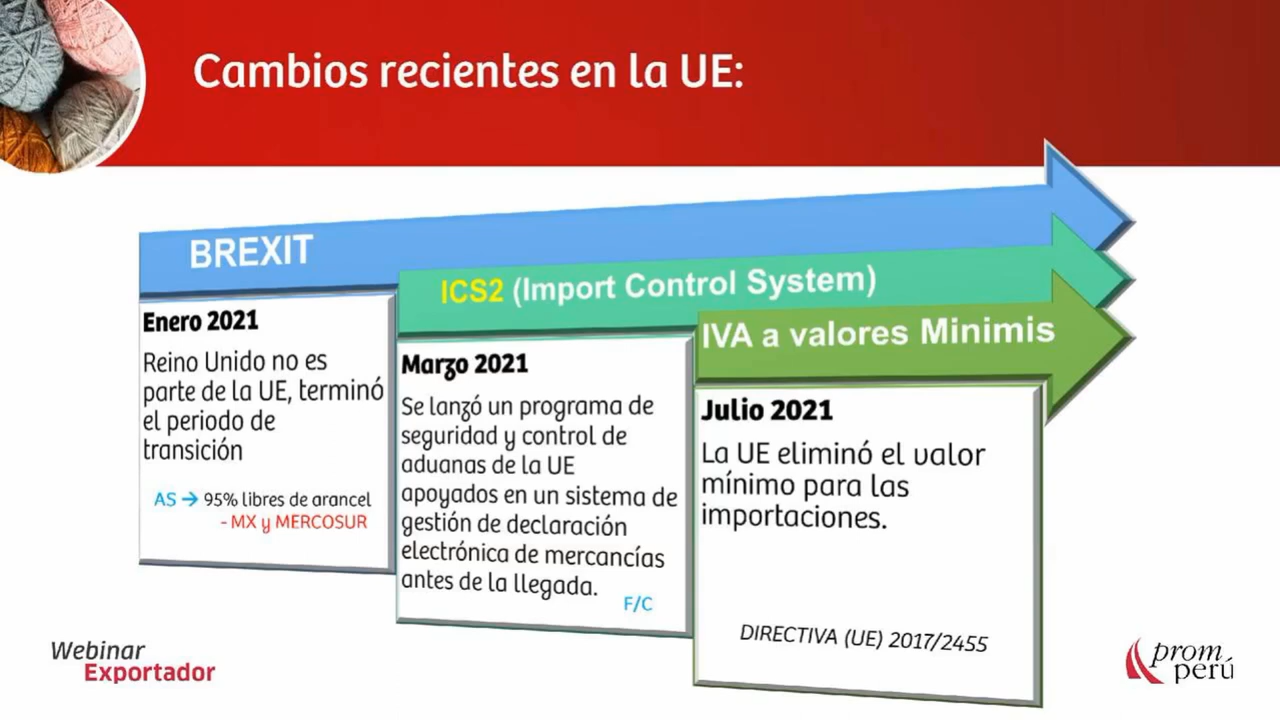 Cambios recientes en la UE:
BREXIT
Enero 2021
Reino Unido no es
parte de la UE, terminó
el periodo de
transición
AS → 95% libres de arancel
- MX y MERCOSUR
ICS2 (Import Control System)
Marzo 2021
Se lanzó un programa de
seguridad y control de
aduanas de la UE
apoyados en un sistema de
gestión de declaración
electrónica de mercancías
antes de la llegada.
F/C
IVA a valores Minimis
Julio 2021
La UE eliminó el valor
mínimo para las
importaciones.
DIRECTIVA (UE) 2017/2455
Webinar
Exportador
prom
perú